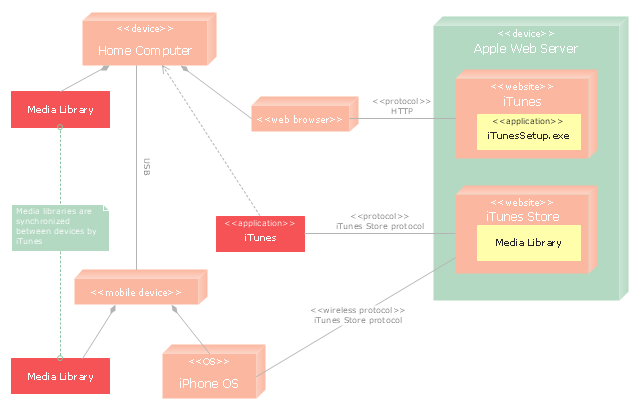 <<device>>
Home Computer
<<device>>
Apple Web Server
<<website>>
iTunes
<<application>>
iTunesSetup.exe
Media Library
<<web browser>>
<<protocol>>
HTTP
USB
<<website>>
iTunes Store
Media Library
Media libraries are
synchronized
between devices by
iTunes
<<application>>
iTunes
<<protocol>>
iTunes Store protocol
<<mobile device>>
<<wireless protocol>>
iTunes Store protocol
Media Library
<<OS>>
iPhone OS